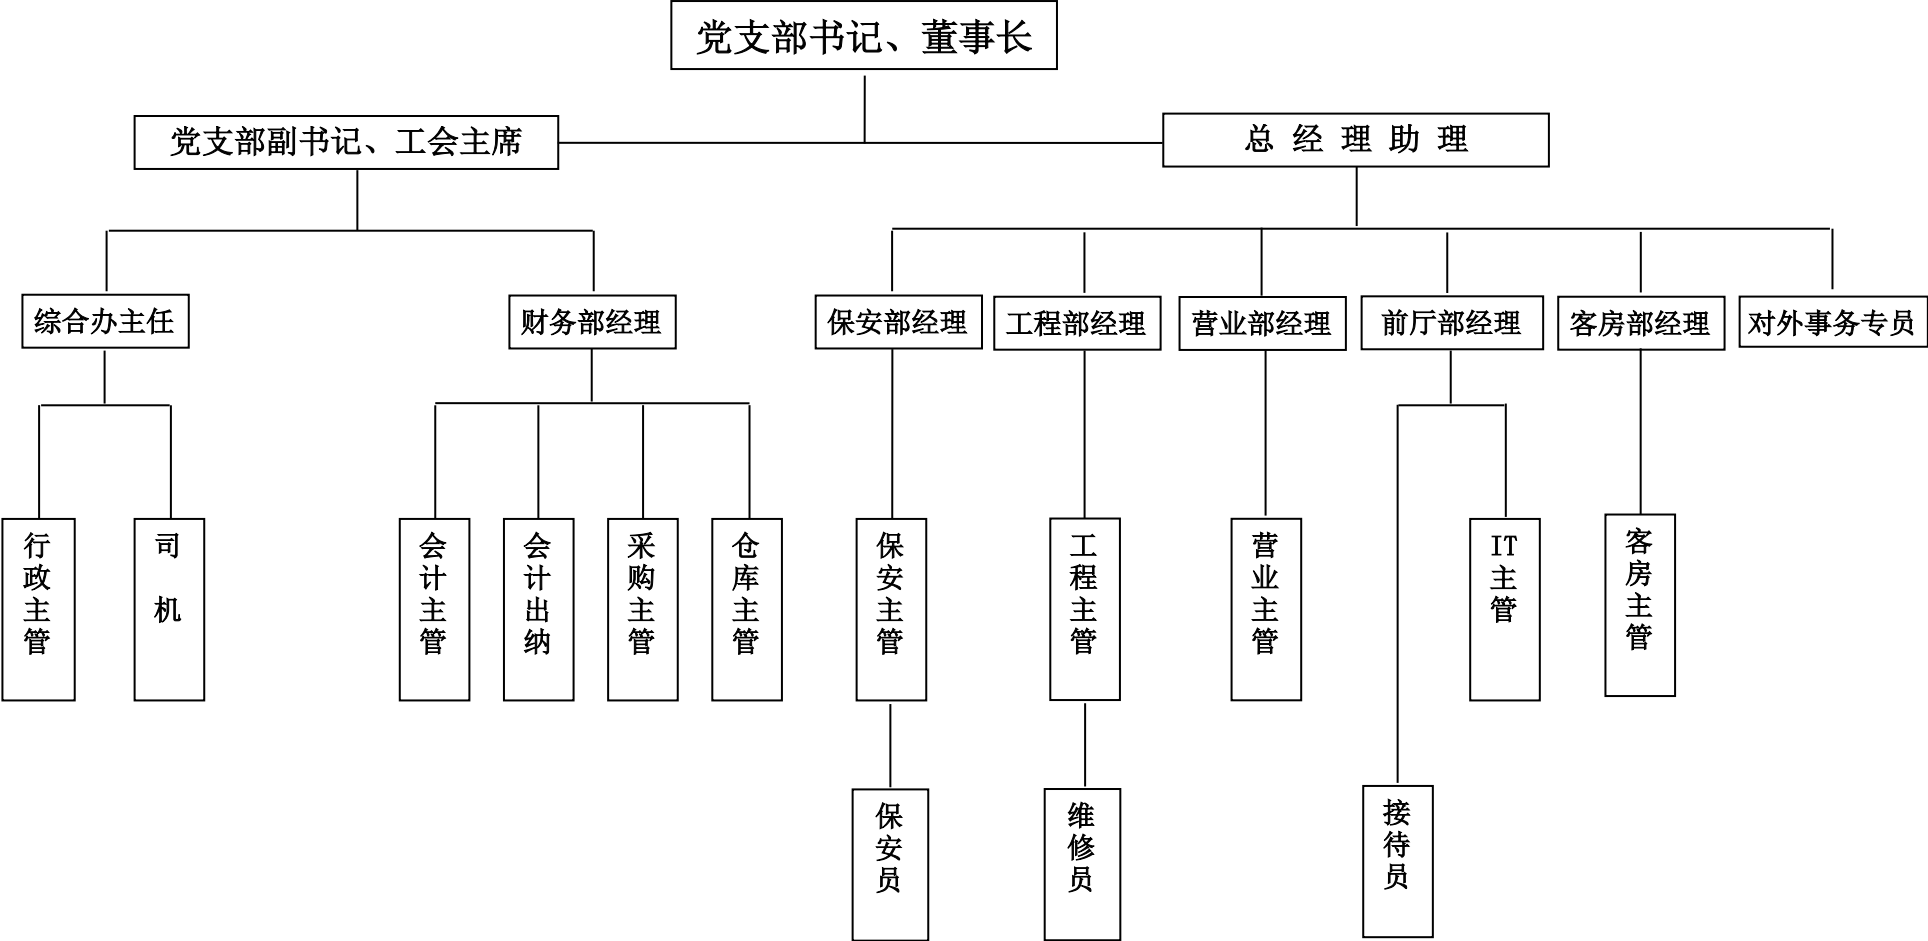 党支部书记、董事长
党支部副书记、工会主席
总经理助理
综合办主任
财务部经理
保安部经理
工程部经理
营业部经理
前厅部经理
客房部经理
对外事务专员
行政主管
司机
会计主管
会计出纳
采购主管
仓库主管
保安主管
工程主管
营业主管
IT主管
客房主管
保安员
维修员
接待员